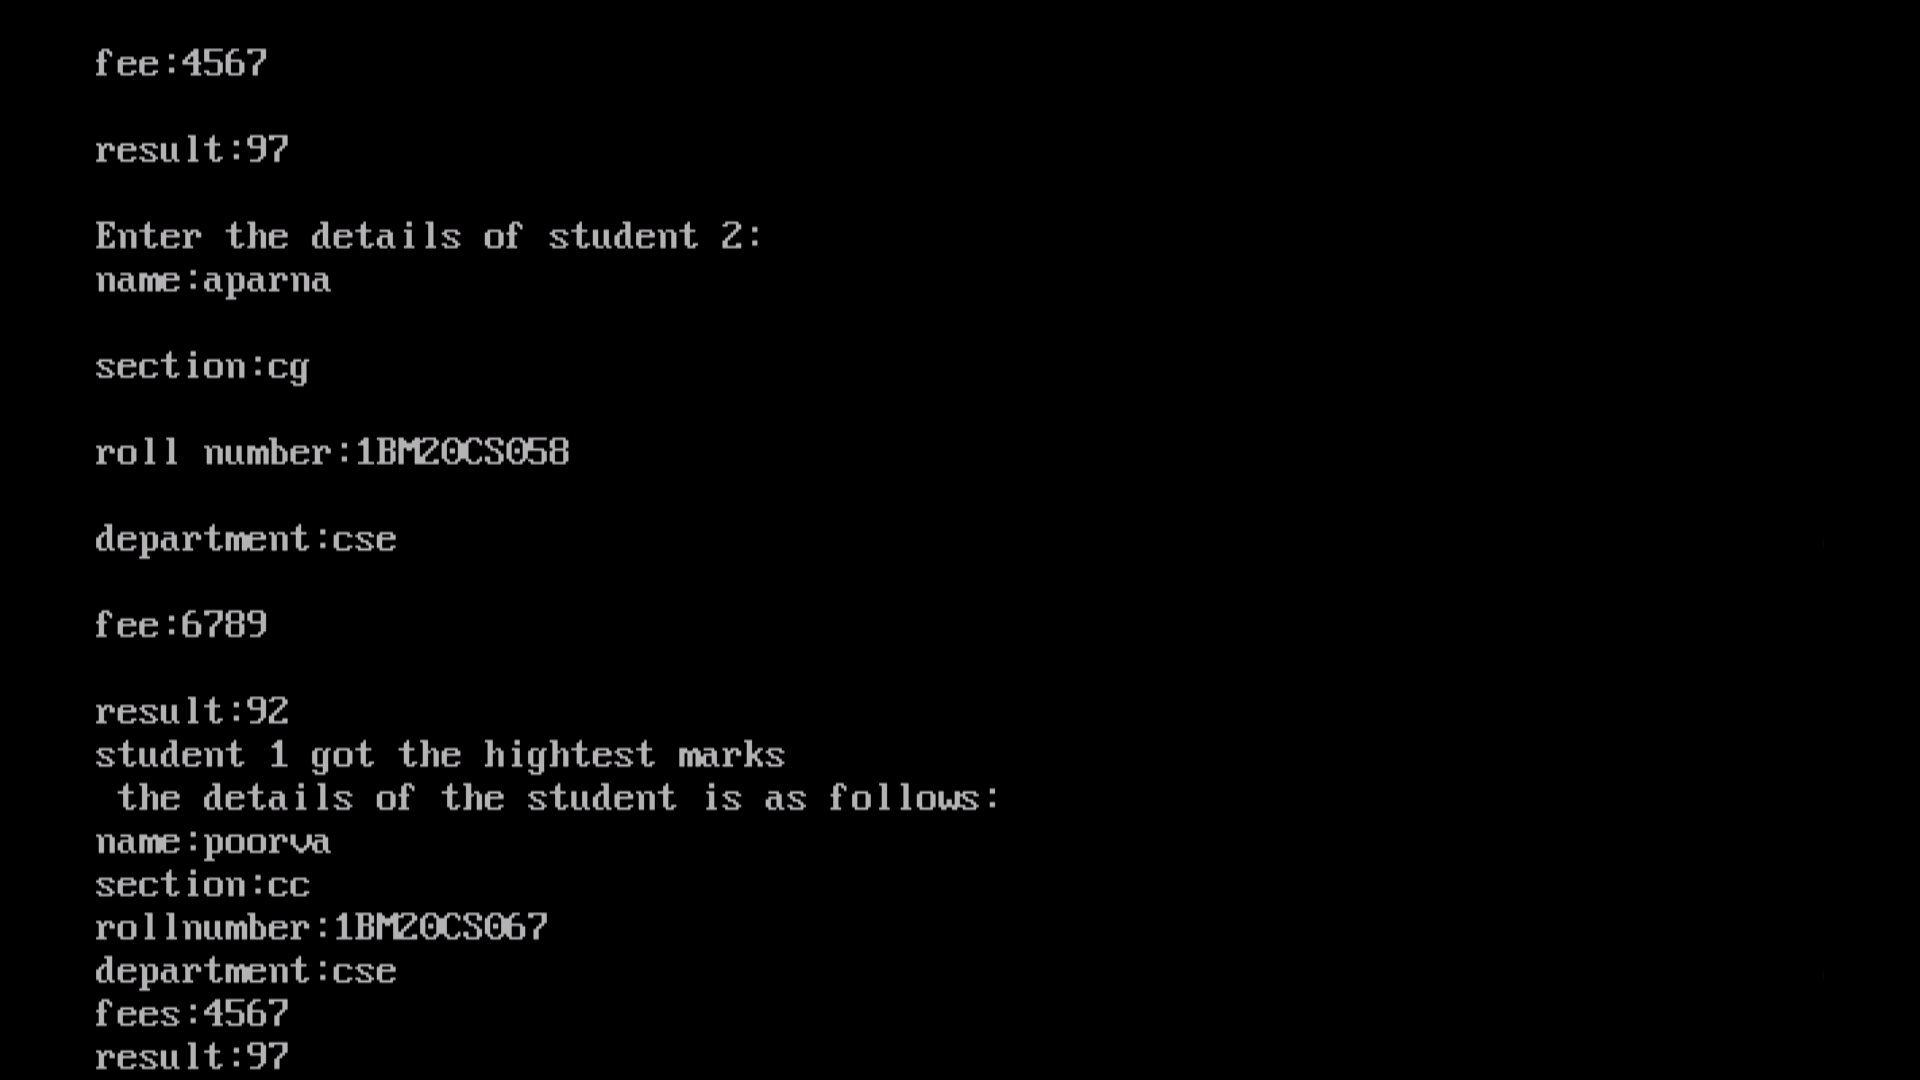 fee:4567
result:97
Enter the details of student 2:
name:aparna
section:cg
roll number:1BM20CS058
department:cse
fee:6789
result:92
student 1 got the hightest marks
the details of the student is as follows:
name:poorva
section:cc
rollnumber:1BM20CS067
department:cse
fees:4567
result:97